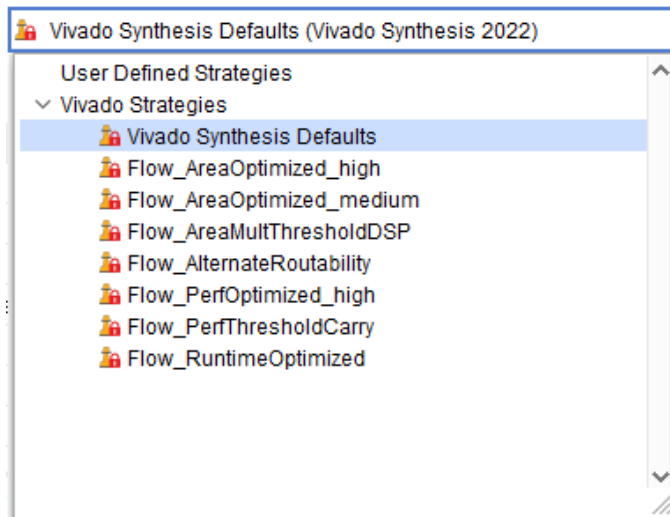 Vivado Synthesis Defaults (Vivado Synthesis 2022)
User Defined Strategies
Vivado Strategies
Vivado Synthesis Defaults
Flow_AreaOptimized_high
Flow_AreaOptimized_medium
Flow_AreaMultThresholdDSP
Flow_AlternateRoutability
Flow_PerfOptimized_high
Flow_PerfThresholdCarry
Flow_RuntimeOptimized